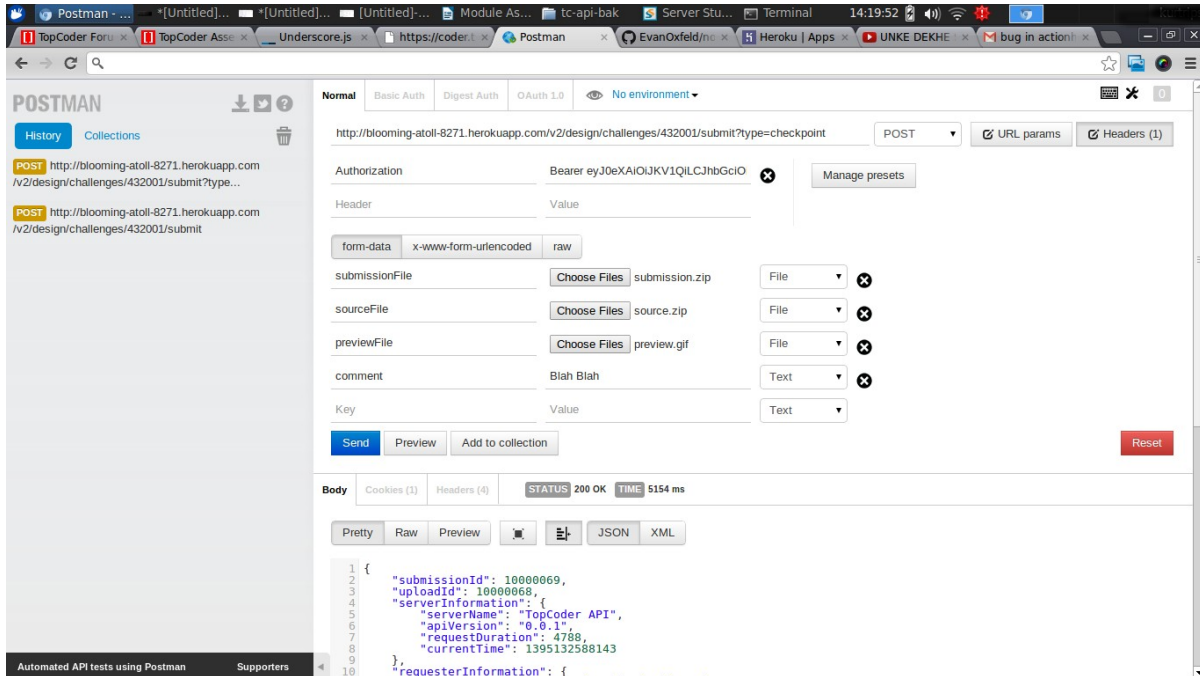 Postman - ... *[Untitled]... *[Untitled]... [Untitled]-... Module As... tc-api-bak Server Stu... Terminal 14:19:52
TopCoder Foru TopCoder Asse Underscore.js https://coder.t Postman EvanOxfeld/no Heroku | Apps UNKE DEKHE bug in actionh
POSTMAN
History Collections
POST http://blooming-atoll-8271.herokuapp.com
/v2/design/challenges/432001/submit?type...
POST http://blooming-atoll-8271.herokuapp.com
/v2/design/challenges/432001/submit
Automated API tests using Postman Supporters
Normal Basic Auth Digest Auth OAuth 1.0 No environment 0
http://blooming-atoll-8271.herokuapp.com/v2/design/challenges/432001/submit?type=checkpoint POST URL params Headers (1)
Authorization Bearer eyJ0eXAiOiJKV1QiLCJhbGciO Manage presets
Header Value
form-data x-www-form-urlencoded raw
submissionFile Choose Files submission.zip File
sourceFile Choose Files source.zip File
previewFile Choose Files preview.gif File
comment Blah Blah Text
Key Value Text
Send Preview Add to collection Reset
Body Cookies (1) Headers (4) STATUS 200 OK TIME 5154 ms
Pretty Raw Preview JSON XML
1 {
2 "submissionId": 10000069,
3 "uploadId": 10000068,
4 "serverInformation": {
5 "serverName": "TopCoder API",
6 "apiVersion": "0.0.1",
7 "requestDuration": 4788,
8 "currentTime": 1395132588143
9 },
10 "requesterInformation": {